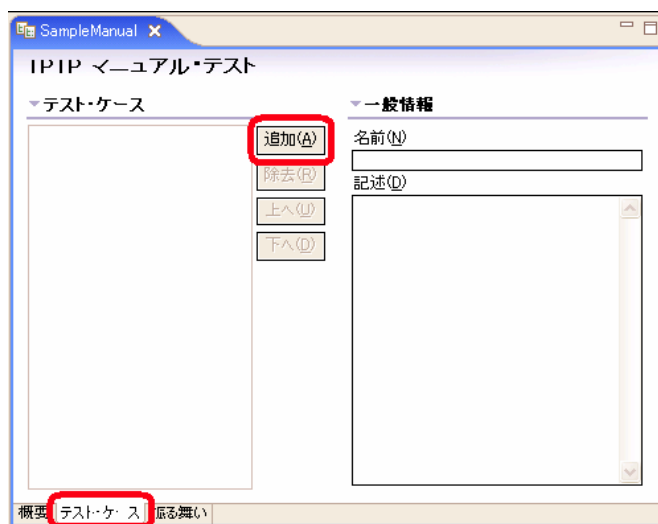 SampleManual
TPTP マニュアル・テスト
テスト・ケース
追加(A)
除去(R)
上へ(U)
下へ(D)
一般情報
名前(N)
記述(D)
概要 テスト・ケース 振る舞い